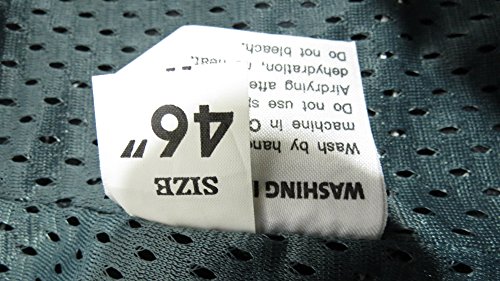 SIZE
46"
WASHING
Wash by hand
machine in
Do not use
Airdrying
dehydration,
Do not bleach.